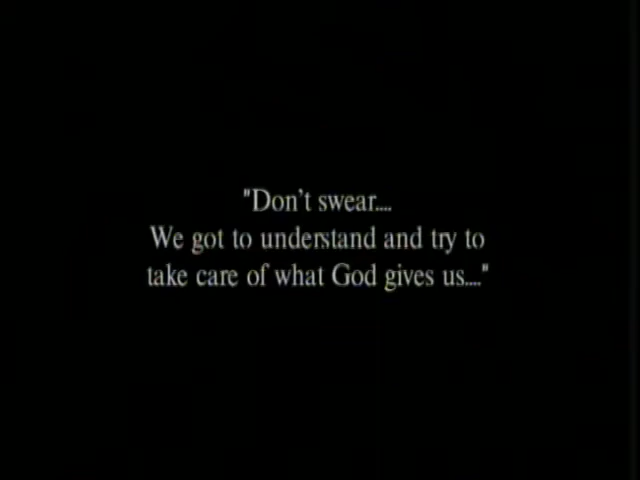 "Don't swear....
We got to understand and try to
take care of what God gives us...."